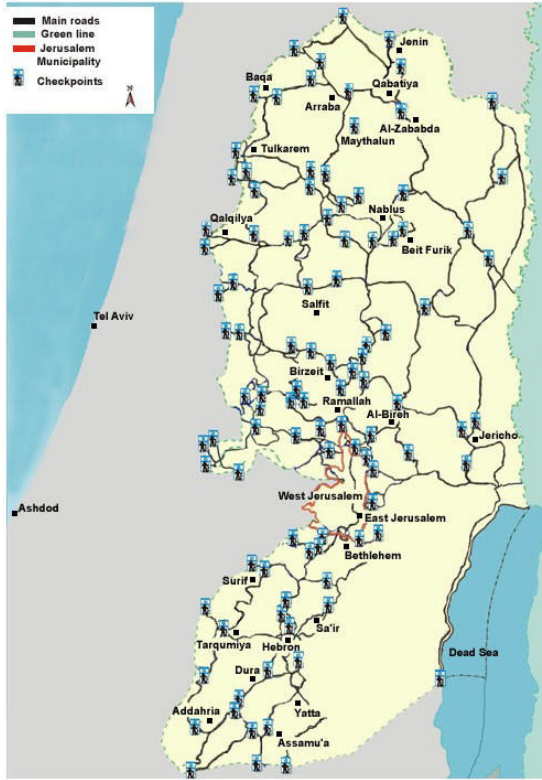 Main roads
Green line
Jerusalem
Municipality
Checkpoints
N
Jenin
Baqa
Qabatiya
Arraba
Al-Zababda
Maythalun
Tulkarem
Nablus
Qalqilya
Beit Furik
Salfit
Tel Aviv
Birzeit
Ramallah
Al-Bireh
Jericho
West Jerusalem
Ashdod
East Jerusalem
Bethlehem
Surif
Sa'ir
Tarqumiya
Hebron
Dead Sea
Dura
Addahria
Yatta
Assamu'a